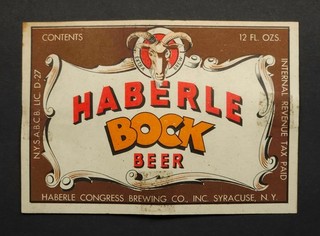 CONTENTS
12 FL. OZS.
HABERLE
BOCK
BEER
N.Y.S.A.B.C.B. LIC. D-27
INTERNAL REVENUE TAX PAID
HABERLE CONGRESS BREWING CO., INC. SYRACUSE, N.Y.